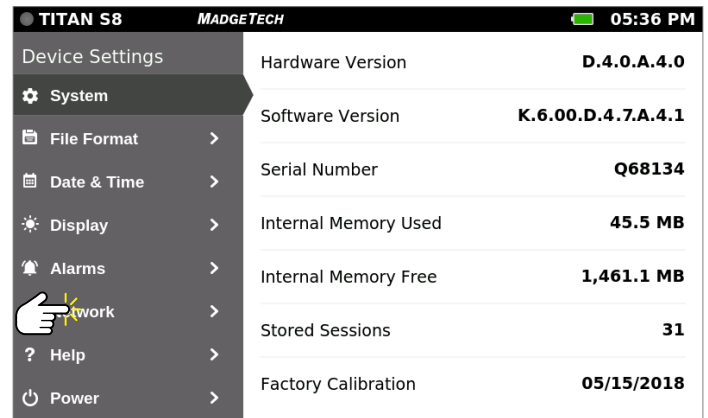 TITAN S8 MADGETECH 05:36 PM
Device Settings
System
File Format
Date & Time
Display
Alarms
twork
? Help
Power
Hardware Version D.4.0.A.4.0
Software Version K.6.00.D.4.7.A.4.1
Serial Number Q68134
Internal Memory Used 45.5 MB
Internal Memory Free 1,461.1 MB
Stored Sessions 31
Factory Calibration 05/15/2018